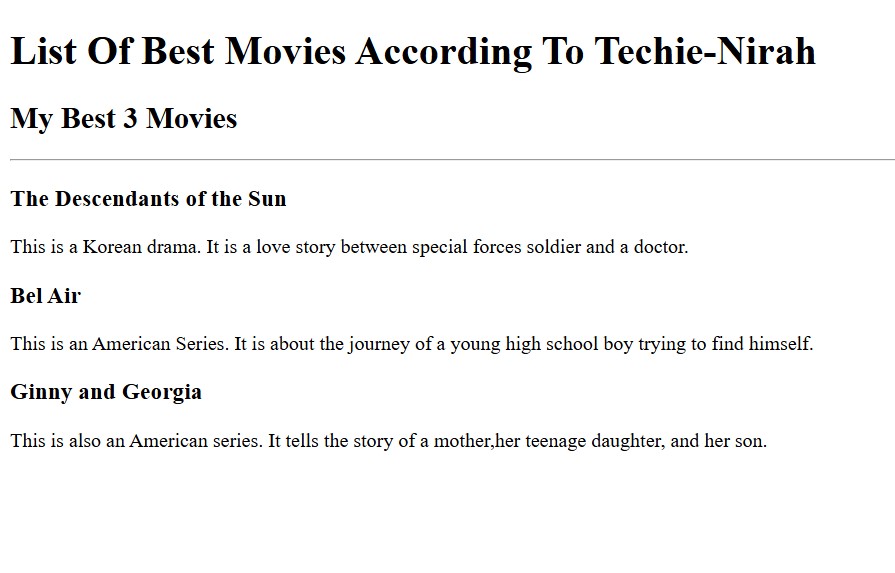 List Of Best Movies According To Techie-Nirah
My Best 3 Movies
The Descendants of the Sun
This is a Korean drama. It is a love story between special forces soldier and a doctor.
Bel Air
This is an American Series. It is about the journey of a young high school boy trying to find himself.
Ginny and Georgia
This is also an American series. It tells the story of a mother,her teenage daughter, and her son.